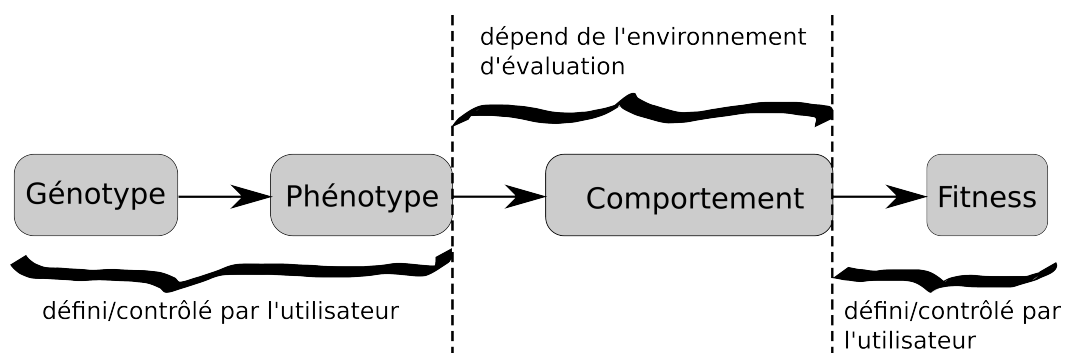 dépend de l'environnement
d'évaluation
Génotype
Phénotype
Comportement
Fitness
défini/contrôlé par l'utilisateur
défini/contrôlé par
l'utilisateur